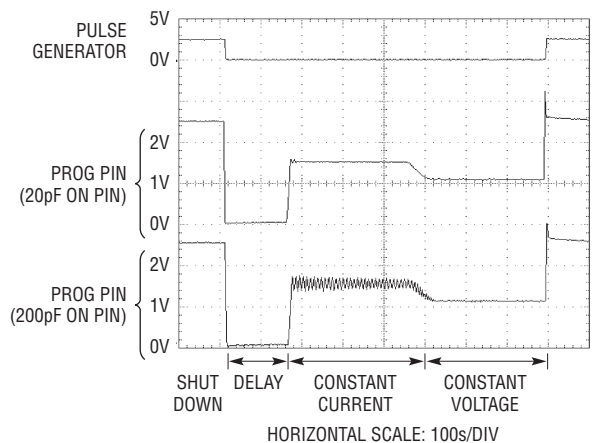 PULSE
GENERATOR
5V
0V
PROG PIN
(20pF ON PIN)
2V
1V
0V
PROG PIN
(200pF ON PIN)
2V
1V
0V
SHUT
DOWN
DELAY
CONSTANT
CURRENT
CONSTANT
VOLTAGE
HORIZONTAL SCALE: 100s/DIV